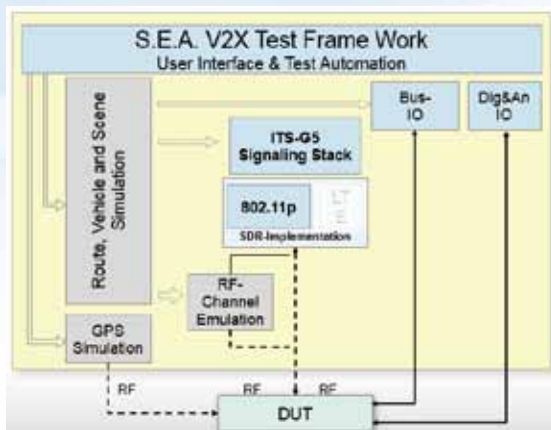 S.E.A. V2X Test Frame Work
User Interface & Test Automation
Route, Vehicle and Scene
Simulation
Bus-
IO
Dig&An
IO
ITS-G5
Signaling Stack
802.11p
SDR-Implementation
RF-
Channel
Emulation
GPS
Simulation
RF
RF
RF
DUT